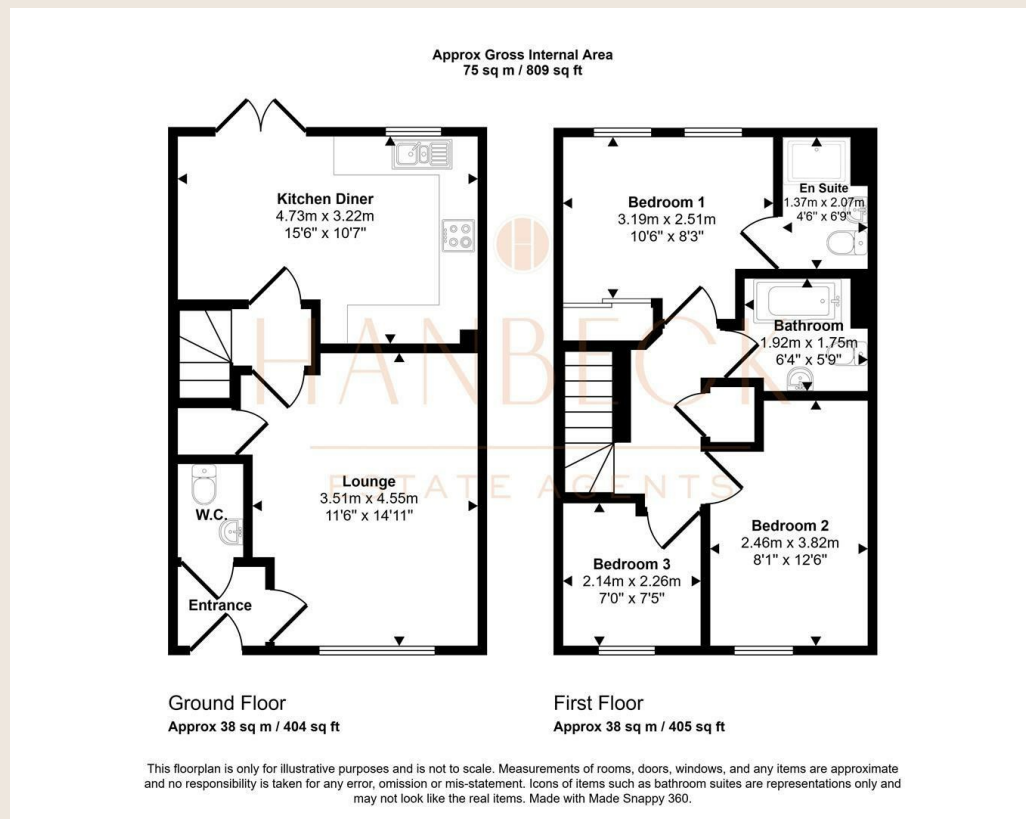 Approx Gross Internal Area
75 sq m / 809 sq ft
Kitchen Diner
4.73m x 3.22m
15'6" x 10'7"
Lounge
3.51m x 4.55m
11'6" x 14'11"
W.C.
Entrance
Bedroom 1
3.19m x 2.51m
10'6" x 8'3"
En Suite
1.37m x 2.07m
4'6" x 6'9"
Bathroom
1.92m x 1.75m
6'4" x 5'9"
Bedroom 2
2.46m x 3.82m
8'1" x 12'6"
Bedroom 3
2.14m x 2.26m
7'0" x 7'5"
HANBECK
ESTATE AGENTS
Ground Floor
Approx 38 sq m / 404 sq ft
First Floor
Approx 38 sq m / 405 sq ft
This floorplan is only for illustrative purposes and is not to scale. Measurements of rooms, doors, windows, and any items are approximate
and no responsibility is taken for any error, omission or mis-statement. Icons of items such as bathroom suites are representations only and
may not look like the real items. Made with Made Snappy 360.